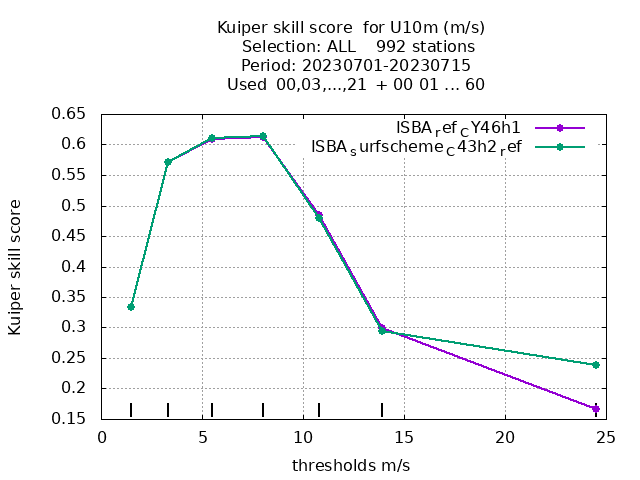 Kuiper skill score  for U10m (m/s)
Selection: ALL    992 stations
Period: 20230701-20230715
Used  00,03,...,21  + 00 01 ... 60
ISBArefCY46h1
ISBAsurfschemeC43h2ref
0.65
0.6
0.55
0.5
0.45
0.4
0.35
0.3
0.25
0.2
0.15
Kuiper skill score
0 5 10 15 20 25
thresholds m/s